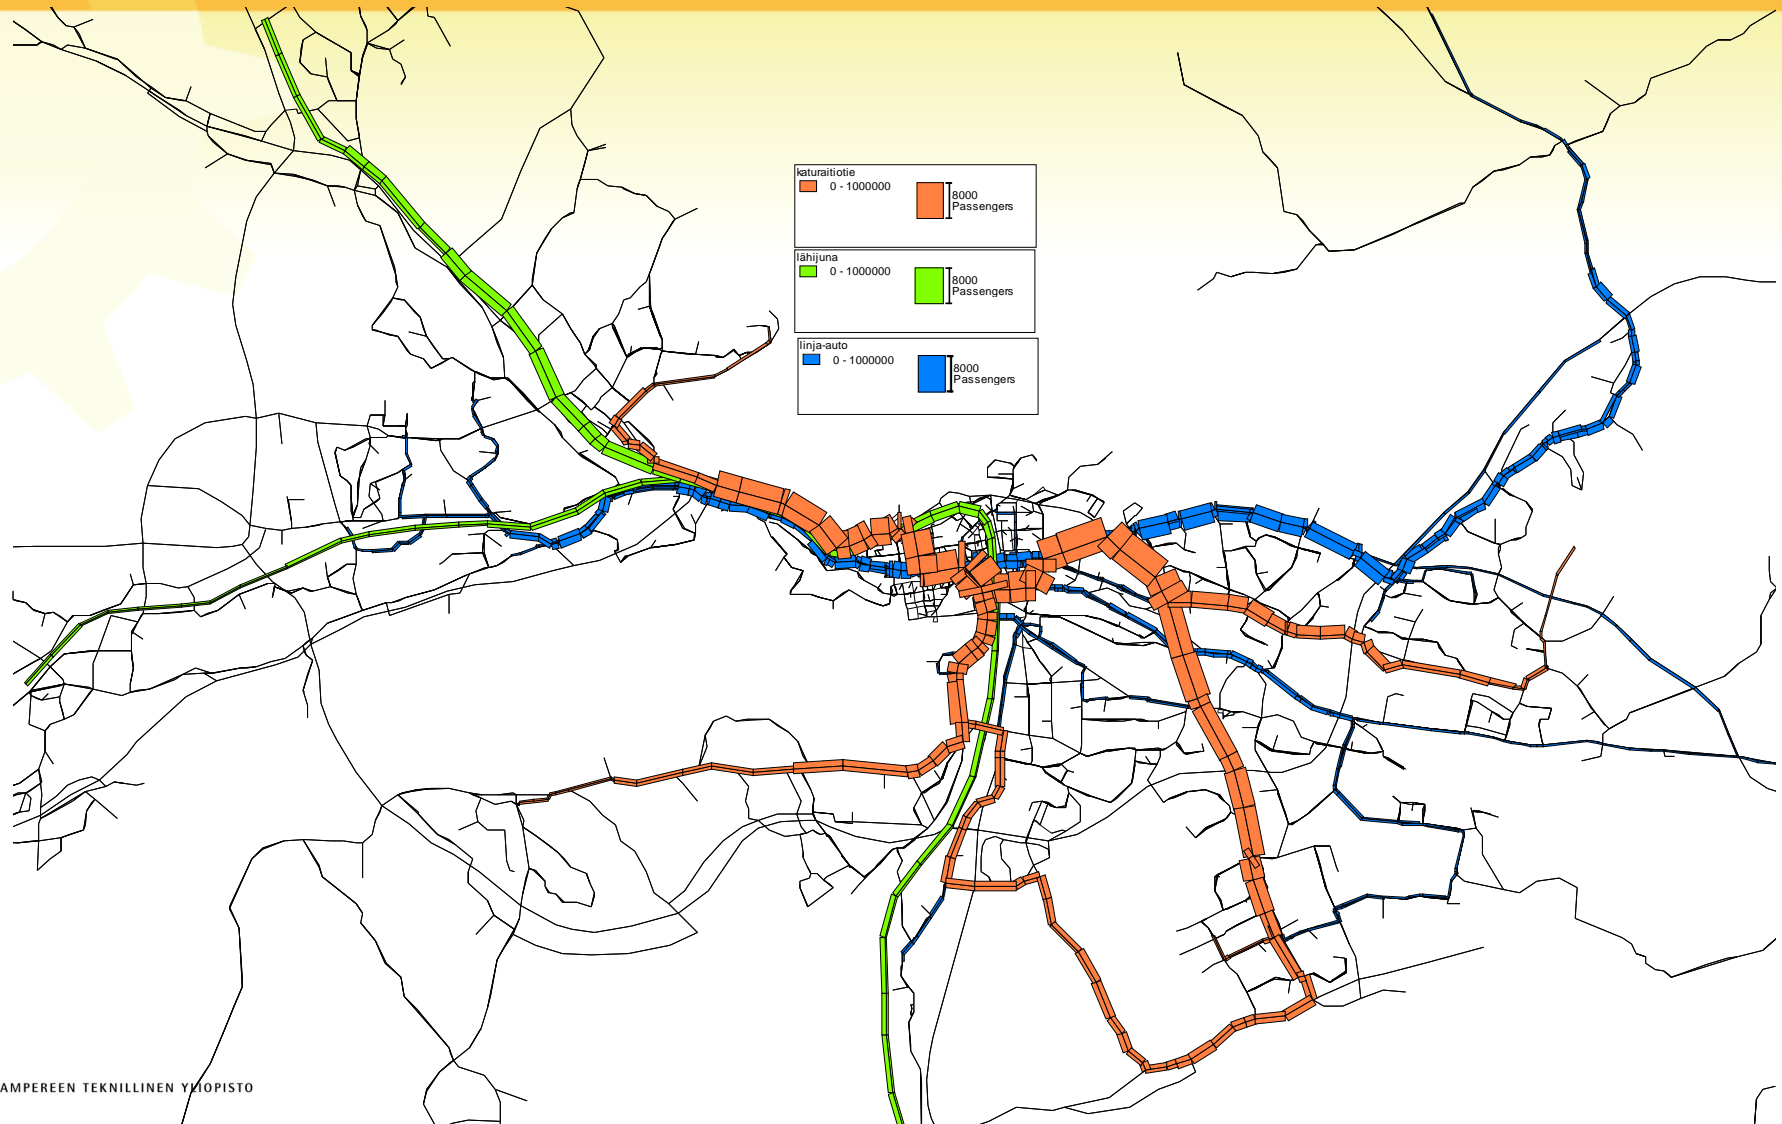 katuraitiotie
0 - 1000000
8000
Passengers
lähijuna
0 - 1000000
8000
Passengers
linja-auto
0 - 1000000
8000
Passengers
AMPEREEN TEKNILLINEN YLIOPISTO